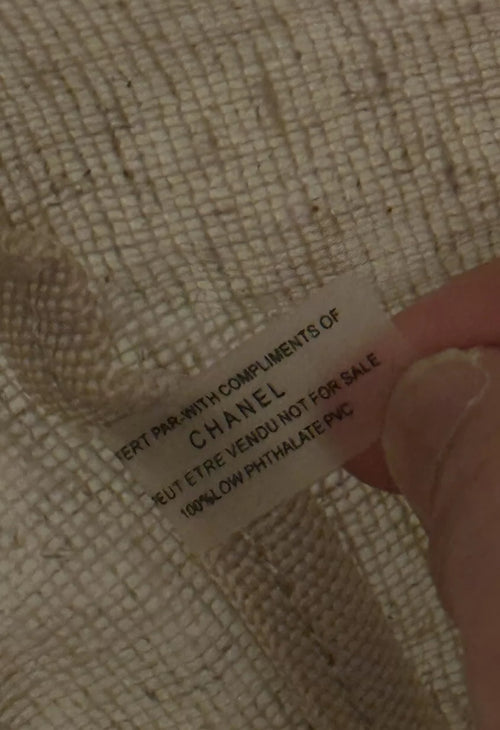 ERT PAR-WITH COMPLIMENTS OF
CHANEL
PEUT ETRE VENDU NOT FOR SALE
100%LOW PHTHALATE PVC